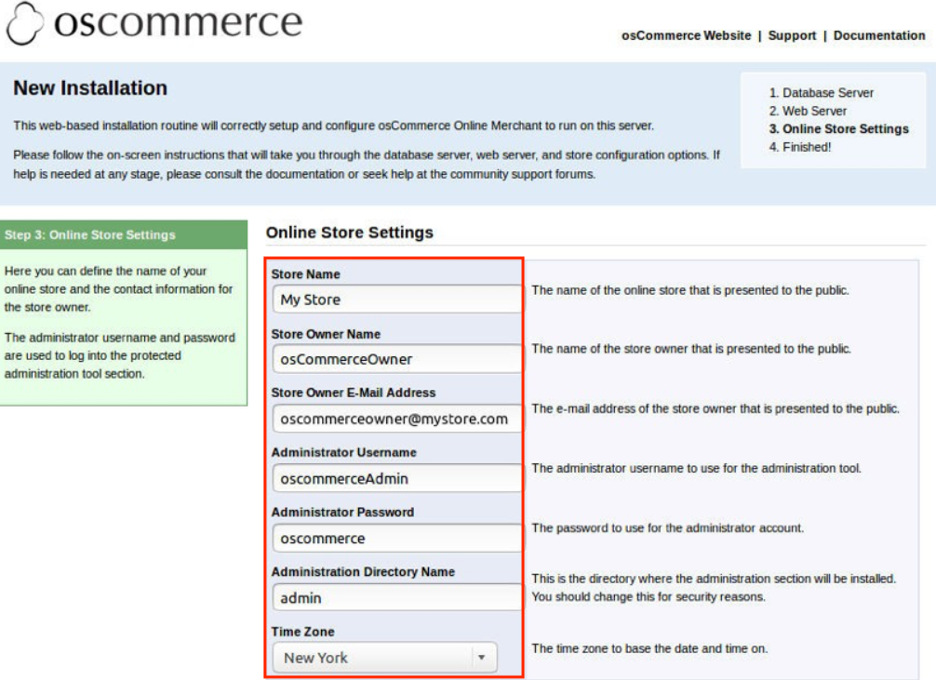 oscommerce
osCommerce Website | Support | Documentation
New Installation
This web-based installation routine will correctly setup and configure osCommerce Online Merchant to run on this server.
Please follow the on-screen instructions that will take you through the database server, web server, and store configuration options. If
help is needed at any stage, please consult the documentation or seek help at the community support forums.
1. Database Server
2. Web Server
3. Online Store Settings
4. Finished!
Step 3: Online Store Settings
Here you can define the name of your
online store and the contact information for
the store owner.
The administrator username and password
are used to log into the protected
administration tool section.
Online Store Settings
Store Name
My Store
The name of the online store that is presented to the public.
Store Owner Name
osCommerceOwner
The name of the store owner that is presented to the public.
Store Owner E-Mail Address
oscommerceowner@mystore.com
The e-mail address of the store owner that is presented to the public.
Administrator Username
oscommerceAdmin
The administrator username to use for the administration tool.
Administrator Password
oscommerce
The password to use for the administrator account.
Administration Directory Name
admin
This is the directory where the administration section will be installed.
You should change this for security reasons.
Time Zone
New York
The time zone to base the date and time on.